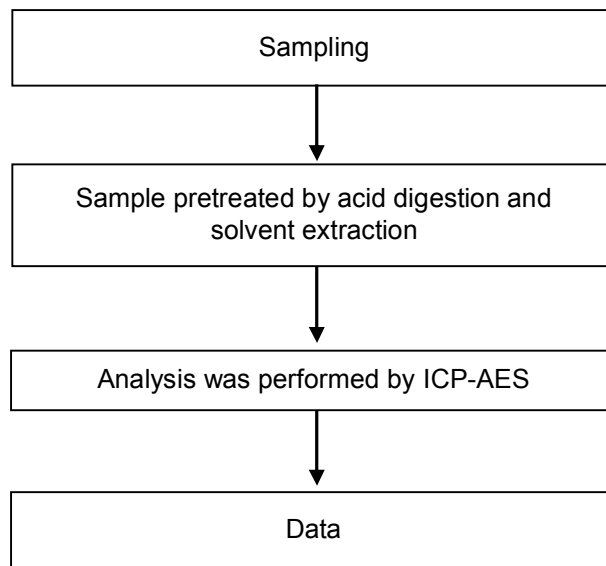 Sampling
Sample pretreated by acid digestion and
solvent extraction
Analysis was performed by ICP-AES
Data